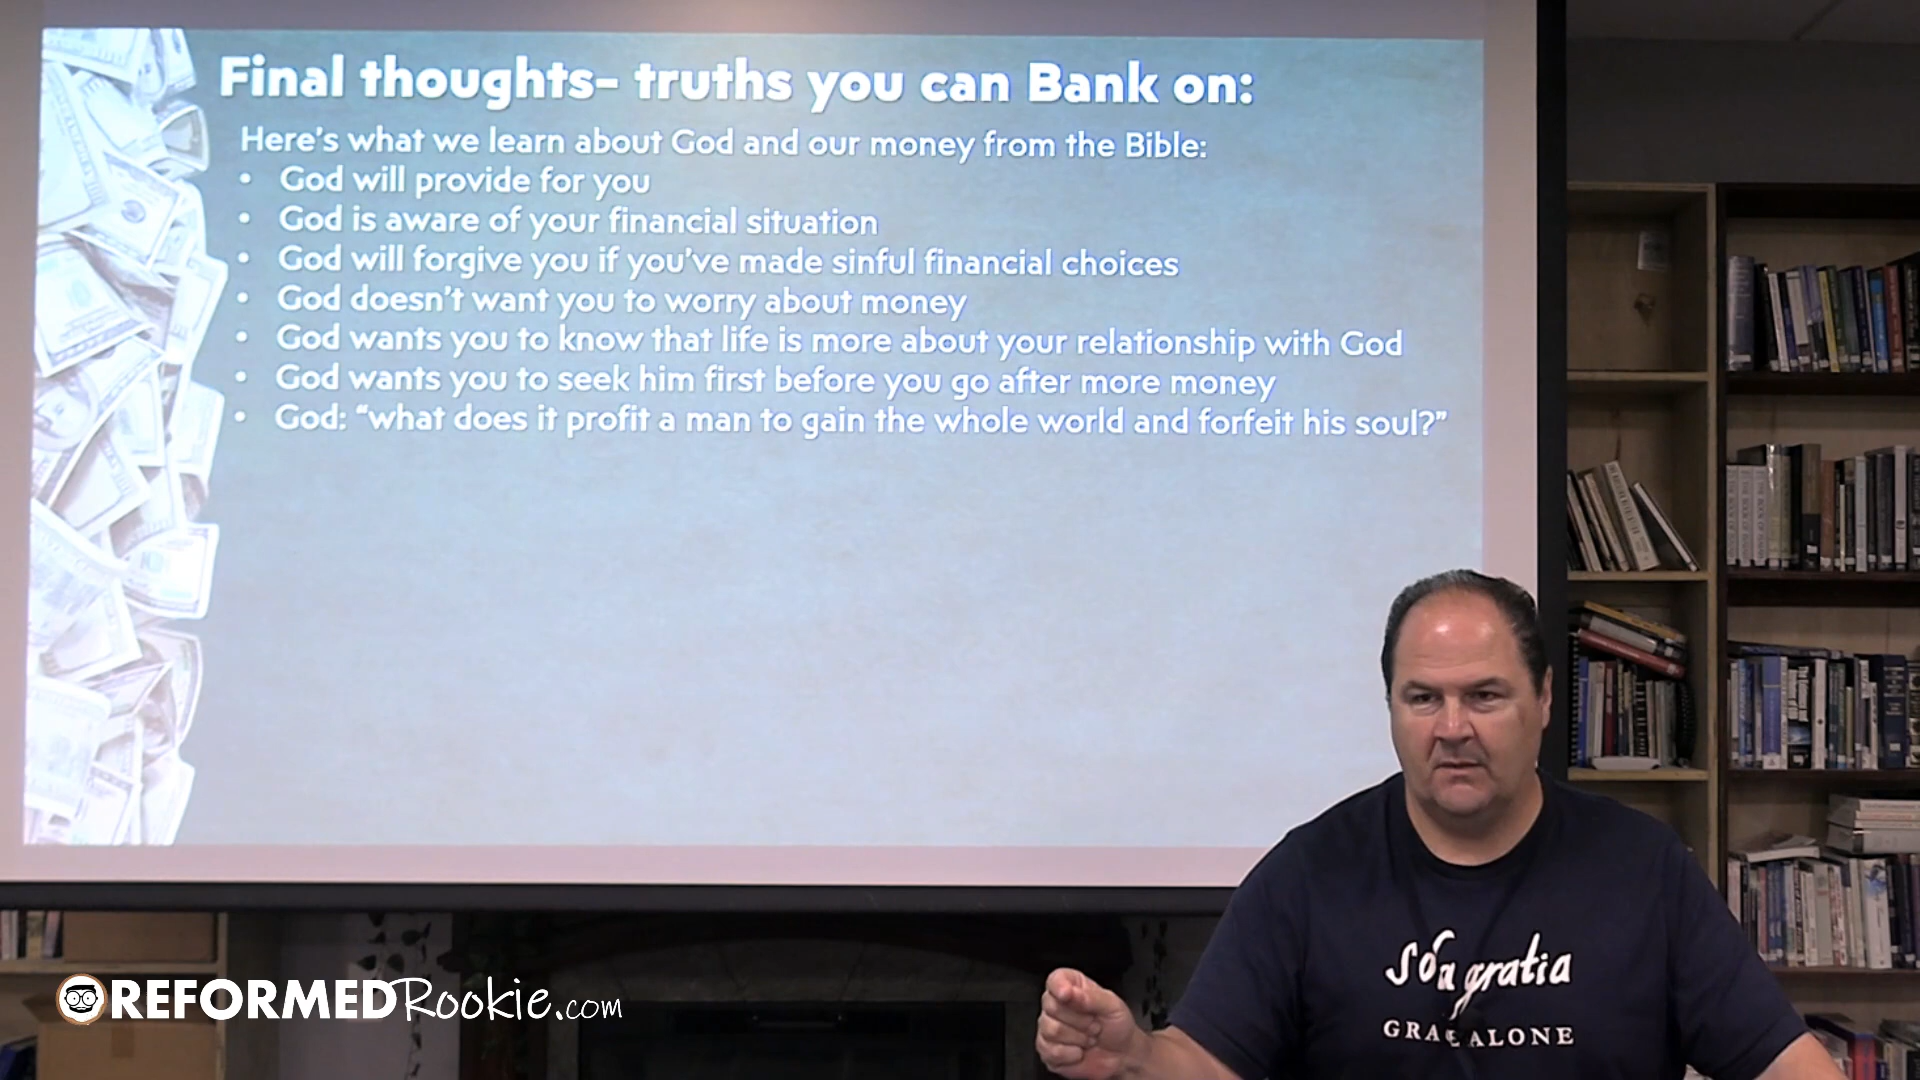 Final thoughts- truths you can Bank on:
Here's what we learn about God and our money from the Bible:
• God will provide for you
• God is aware of your financial situation
• God will forgive you if you've made sinful financial choices
• God doesn't want you to worry about money
• God wants you to know that life is more about your relationship with God
• God wants you to seek him first before you go after more money
• God: “what does it profit a man to gain the whole world and forfeit his soul?”
Sola gratia
GRACE ALONE
REFORMEDRookie.com